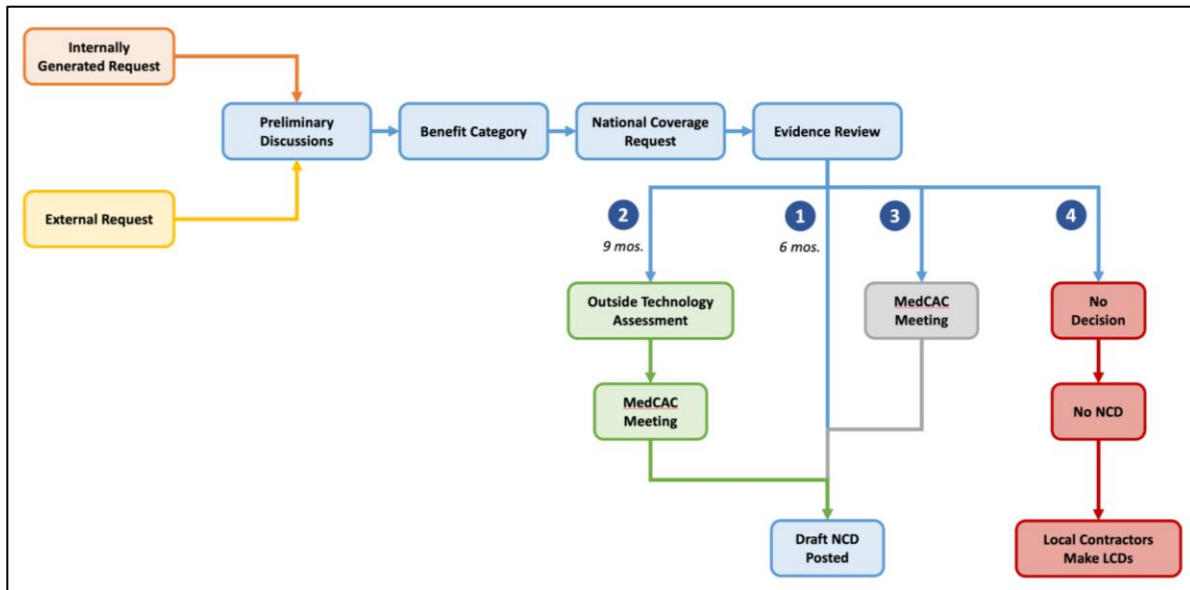 Internally
Generated Request
Preliminary
Discussions
Benefit Category
National Coverage
Request
Evidence Review
External Request
2
9 mos.
1
6 mos.
3
4
Outside Technology
Assessment
MedCAC
Meeting
No
Decision
MedCAC
Meeting
No NCD
Draft NCD
Posted
Local Contractors
Make LCDs